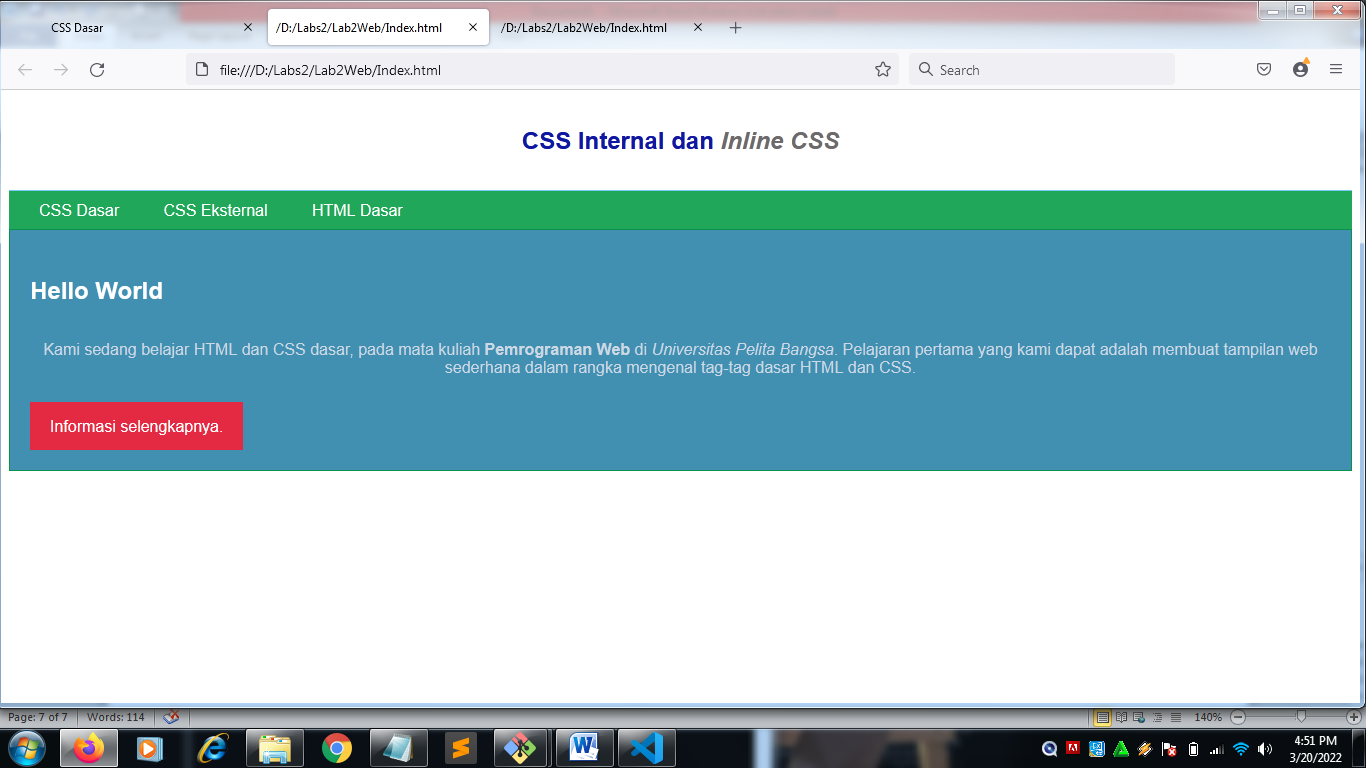 CSS Dasar
/D:/Labs2/Lab2Web/Index.html
/D:/Labs2/Lab2Web/Index.html
file:///D:/Labs2/Lab2Web/Index.html
Search
CSS Internal dan Inline CSS
CSS Dasar CSS Eksternal HTML Dasar
Hello World
Kami sedang belajar HTML dan CSS dasar, pada mata kuliah Pemrograman Web di Universitas Pelita Bangsa. Pelajaran pertama yang kami dapat adalah membuat tampilan web
sederhana dalam rangka mengenal tag-tag dasar HTML dan CSS.
Informasi selengkapnya.
Page: 7 of 7 Words: 114 140%
4:51 PM
3/20/2022